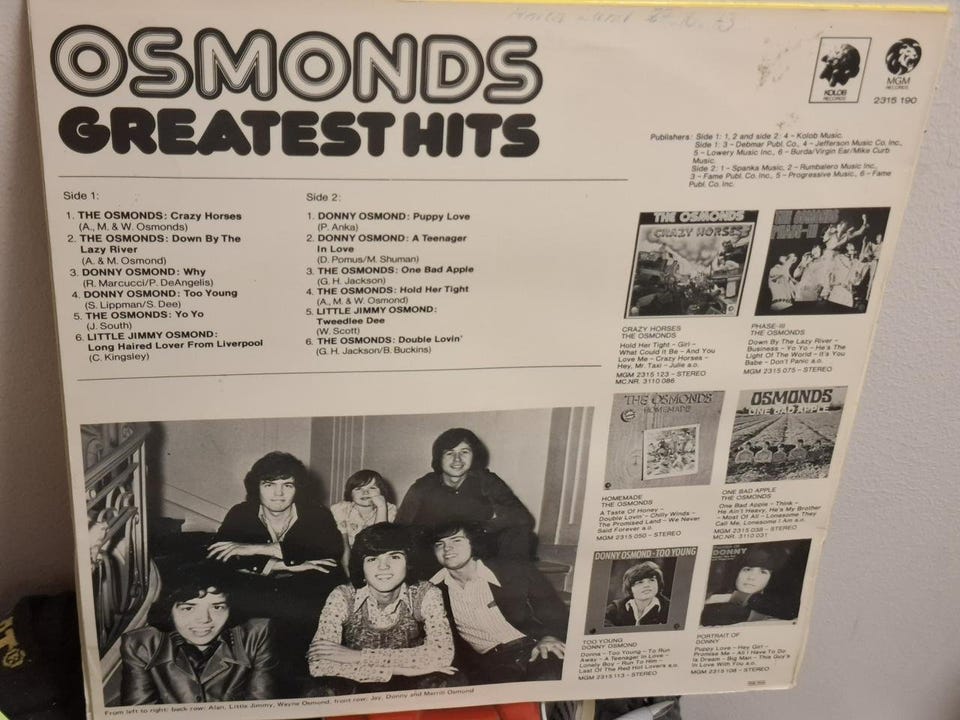 OSMONDS
GREATEST HITS
KOLOB
RECORDS
MGM
RECORDS
2315 190
Publishers: Side 1: 1, 2 and side 2: 4 – Kolob Music.
Side 1: 3 – Debmar Publ. Co., 4 – Jefferson Music Co. Inc.,
5 – Lowery Music Inc., 6 – Burda/Virgin Ear/Mike Curb
Music.
Side 2: 1 – Spanka Music, 2 – Rumbalero Music Inc.,
3 – Fame Publ. Co. Inc., 5 – Progressive Music., 6 – Fame
Publ. Co. Inc.
Side 1:
1. THE OSMONDS: Crazy Horses
(A., M. & W. Osmonds)
2. THE OSMONDS: Down By The
Lazy River
(A. & M. Osmond)
3. DONNY OSMOND: Why
(R. Marcucci/P. DeAngelis)
4. DONNY OSMOND: Too Young
(S. Lippman/S. Dee)
5. THE OSMONDS: Yo Yo
(J. South)
6. LITTLE JIMMY OSMOND:
Long Haired Lover From Liverpool
(C. Kingsley)
Side 2:
1. DONNY OSMOND: Puppy Love
(P. Anka)
2. DONNY OSMOND: A Teenager
In Love
(D. Pomus/M. Shuman)
3. THE OSMONDS: One Bad Apple
(G. H. Jackson)
4. THE OSMONDS: Hold Her Tight
(A., M. & W. Osmond)
5. LITTLE JIMMY OSMOND:
Tweedlee Dee
(W. Scott)
6. THE OSMONDS: Double Lovin'
(G. H. Jackson/B. Buckins)
THE OSMONDS
CRAZY HORSES
THE OSMONDS
PHASE-III
CRAZY HORSES
THE OSMONDS
Hold Her Tight – Girl –
What Could It Be – And You
Love Me – Crazy Horses –
Hey, Mr. Taxi – Julie a.o.
MGM 2315 123 – STEREO
MC.NR. 3110 086
PHASE-III
THE OSMONDS
Down By The Lazy River –
Business – Yo Yo – He's The
Light Of The World – It's You
Babe – Don't Panic a.o.
MGM 2315 075 – STEREO
THE OSMONDS
HOMEMADE
OSMONDS
ONE BAD APPLE
HOMEMADE
THE OSMONDS
A Taste Of Honey –
Double Lovin' – Chilly Winds –
The Promised Land – We Never
Said Forever a.o.
MGM 2315 050 – STEREO
ONE BAD APPLE
THE OSMONDS
One Bad Apple – Think –
He Ain't Heavy, He's My Brother
– Most Of All – Lonesome They
Call Me, Lonesome I Am a.o.
MGM 2315 038 – STEREO
MC.NR. 3110 031
DONNY OSMOND · TOO YOUNG
DONNY
TOO YOUNG
DONNY OSMOND
Donna – Too Young – To Run
Away – A Teenager In Love –
Lonely Boy – Run To Him –
Last Of The Red Hot Lovers a.o.
MGM 2315 113 – STEREO
PORTRAIT OF
DONNY
Puppy Love – Hey Girl –
Promise Me – All I Have To Do
Is Dream – Big Man – This Guy's
In Love With You a.o.
MGM 2315 108 – STEREO
From left to right: back row: Alan, Little Jimmy, Wayne Osmond, front row: Jay, Donny and Merrill Osmond